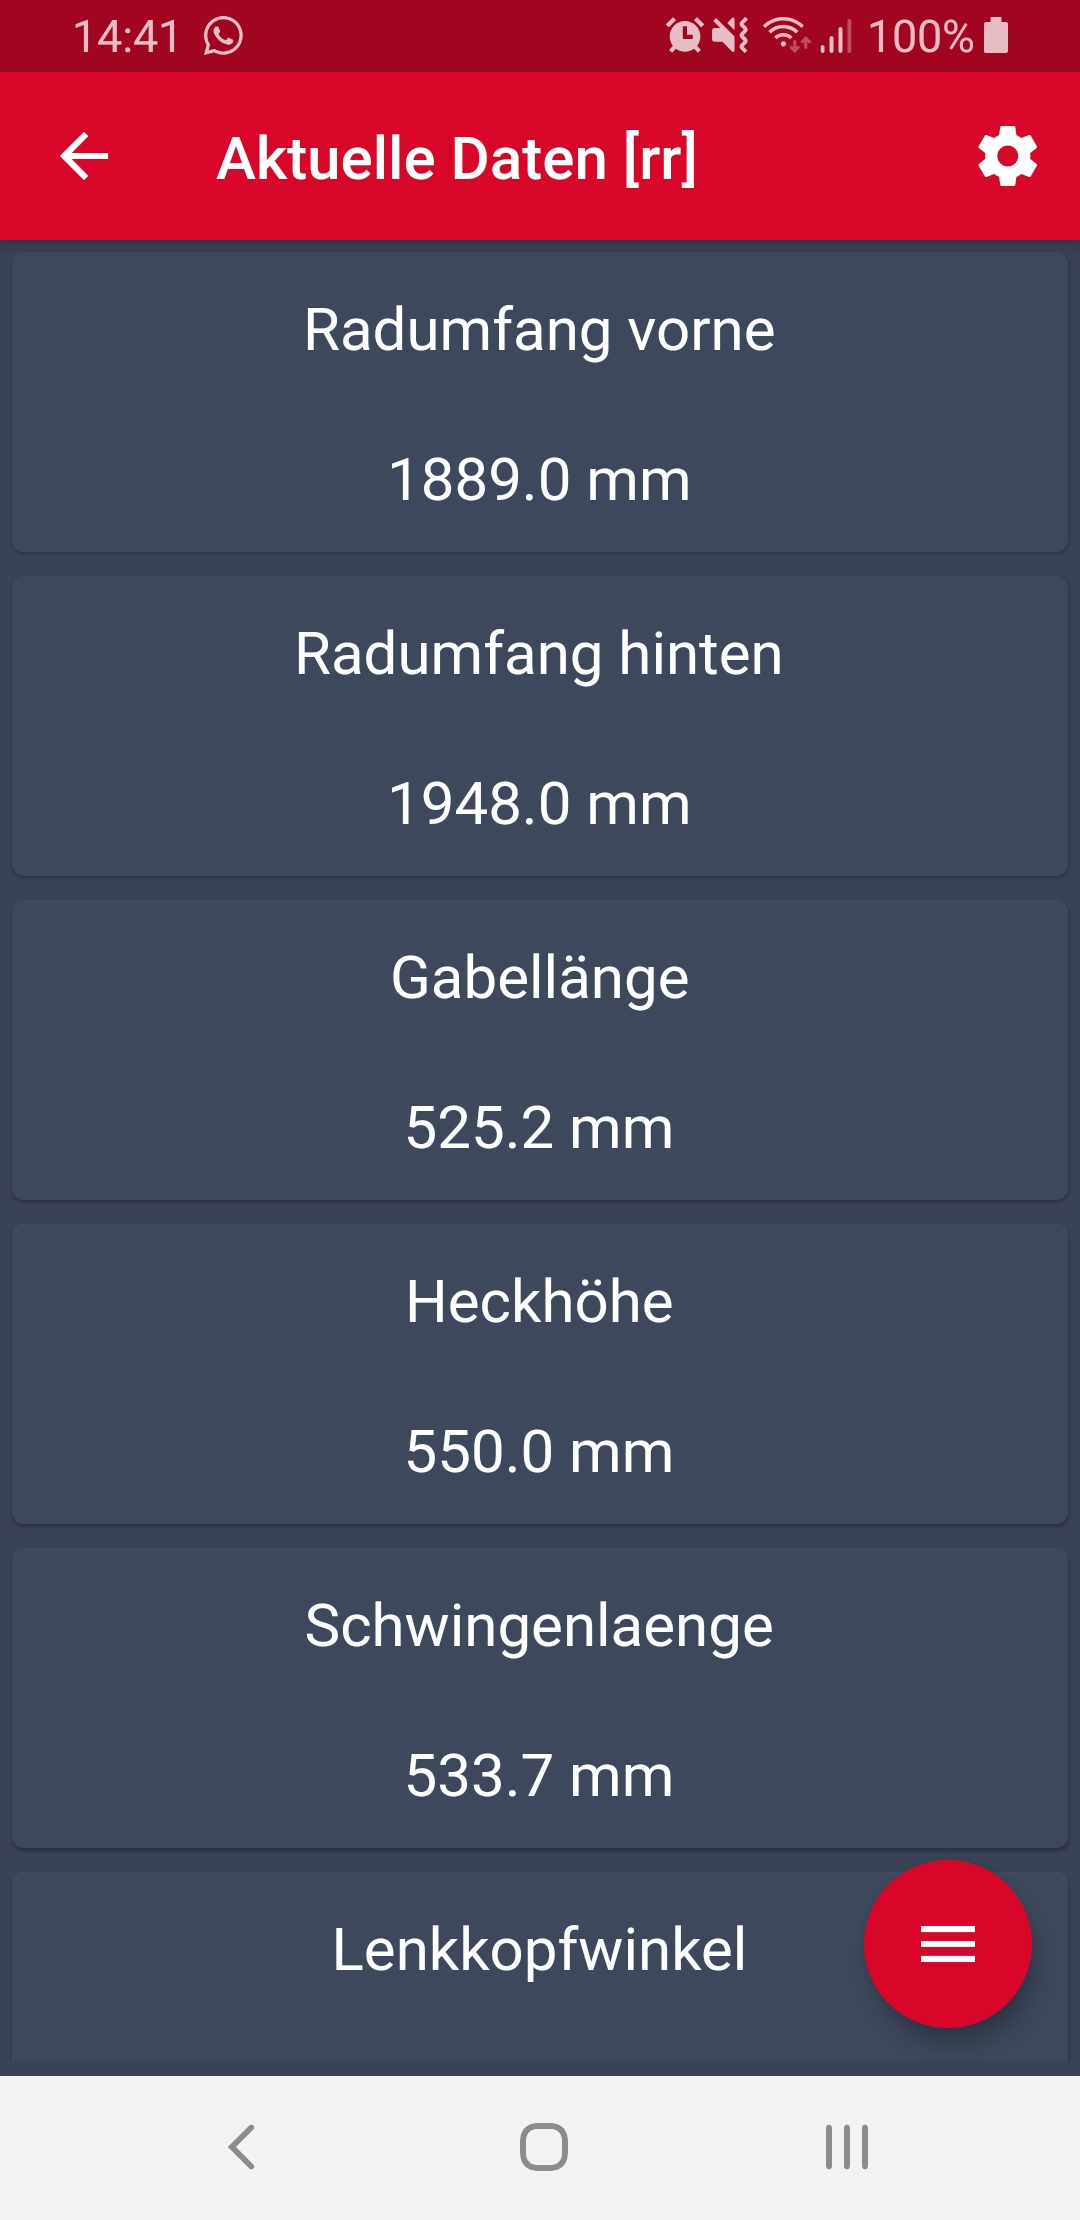 14:41 100%
Aktuelle Daten [rr]
Radumfang vorne
1889.0 mm
Radumfang hinten
1948.0 mm
Gabellänge
525.2 mm
Heckhöhe
550.0 mm
Schwingenlaenge
533.7 mm
Lenkkopfwinkel